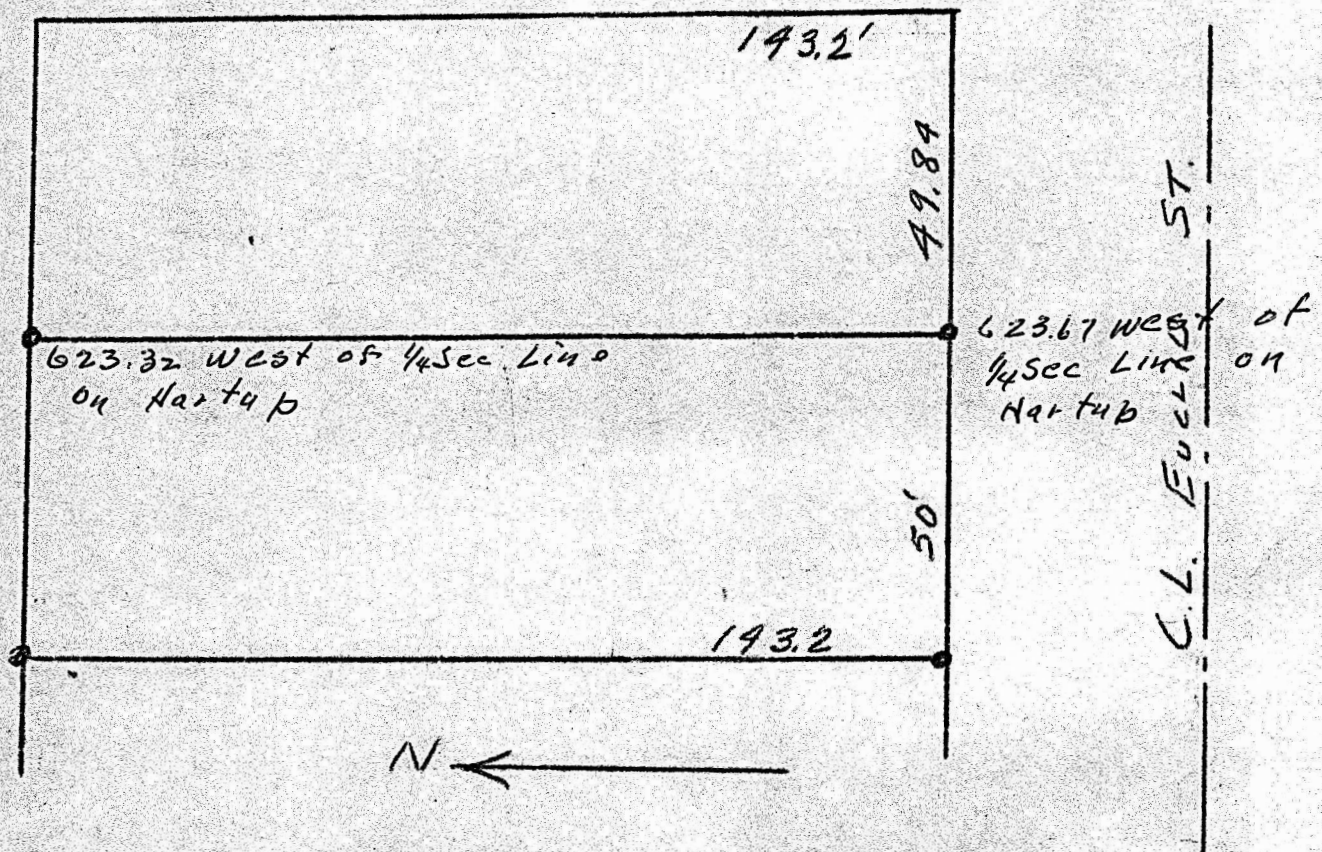 143.2'
49.84
623.32 west of 1/4 Sec. Line
on Hartup
623.67 west of
1/4 Sec Line on
Hartup
C.L. Euclid ST.
50'
143.2
N